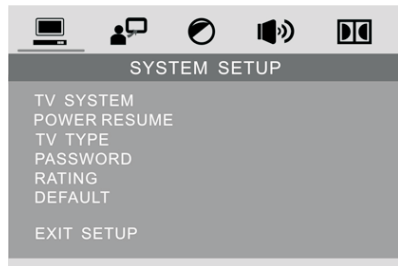 SYSTEM SETUP
TV SYSTEM
POWER RESUME
TV TYPE
PASSWORD
RATING
DEFAULT
EXIT SETUP